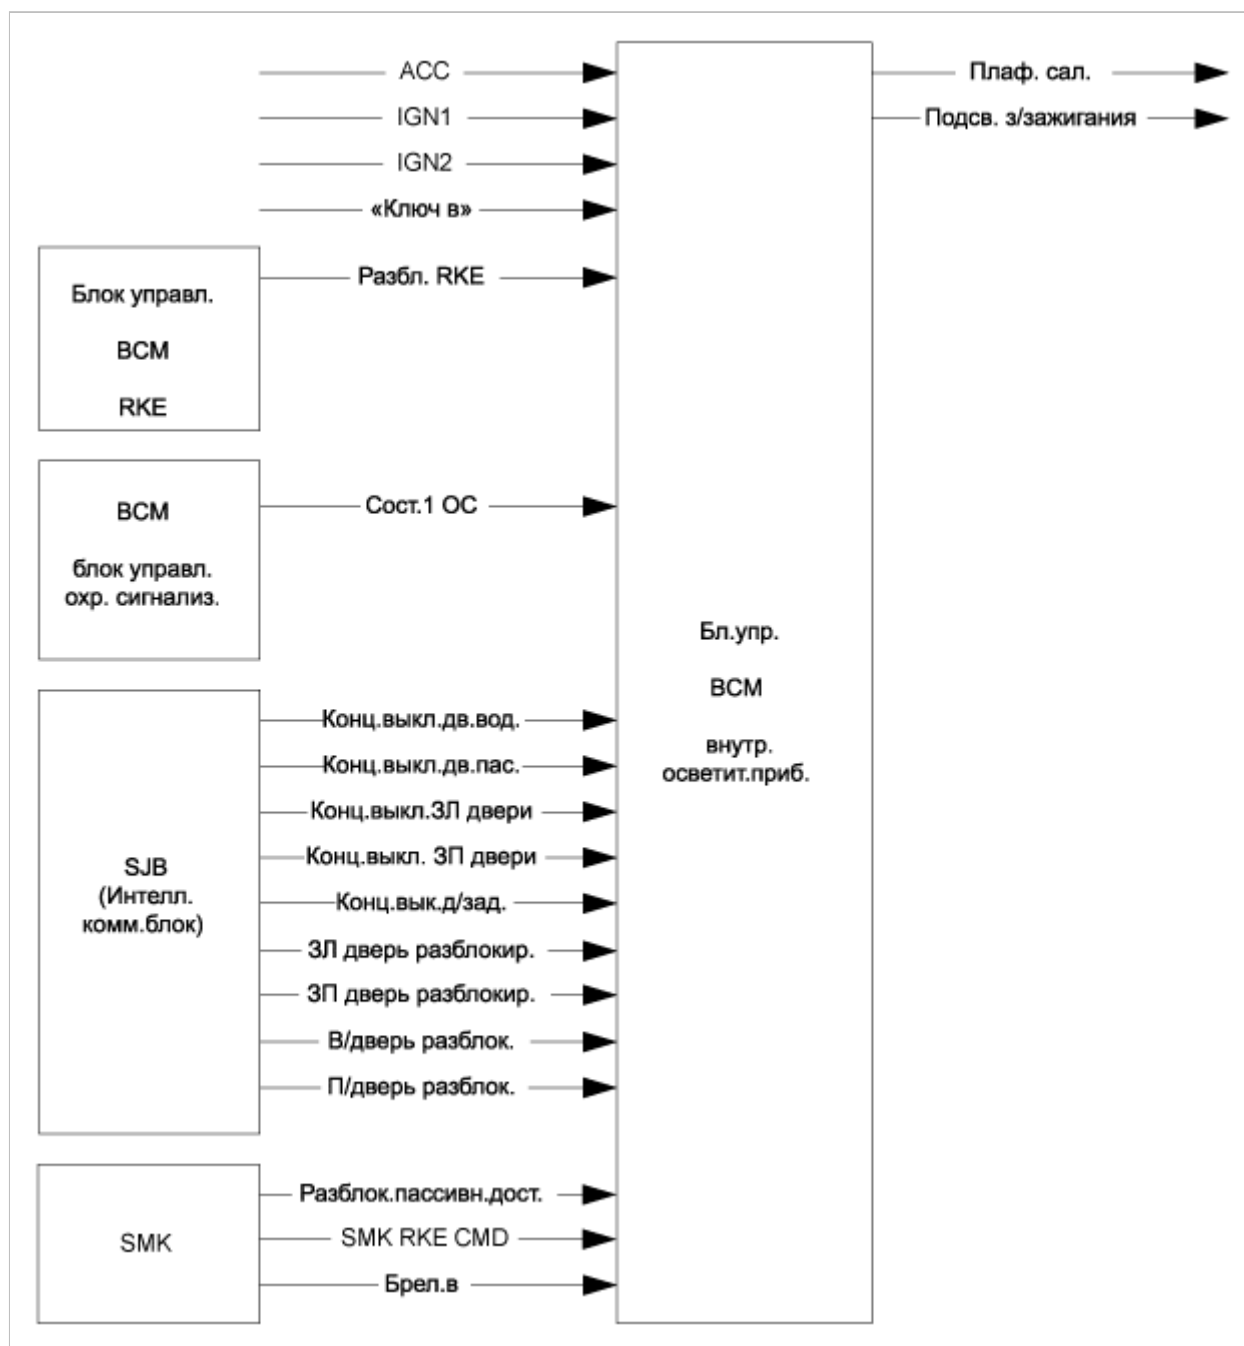 ACC
Плаф. сал.
IGN1
Подсв. з/зажигания
IGN2
«Ключ в»
Блок управл.
BCM
RKE
Разбл. RKE
BCM
блок управл.
охр. сигнализ.
Сост.1 ОС
SJB
(Интелл.
комм.блок)
Конц.выкл.дв.вод.
Конц.выкл.дв.пас.
Конц.выкл.ЗЛ двери
Конц.выкл. ЗП двери
Конц.вык.д/зад.
ЗЛ дверь разблокир.
ЗП дверь разблокир.
В/дверь разблок.
П/дверь разблок.
SMK
Разблок.пассивн.дост.
SMK RKE CMD
Брел.в
Бл.упр.
BCM
внутр.
осветит.приб.